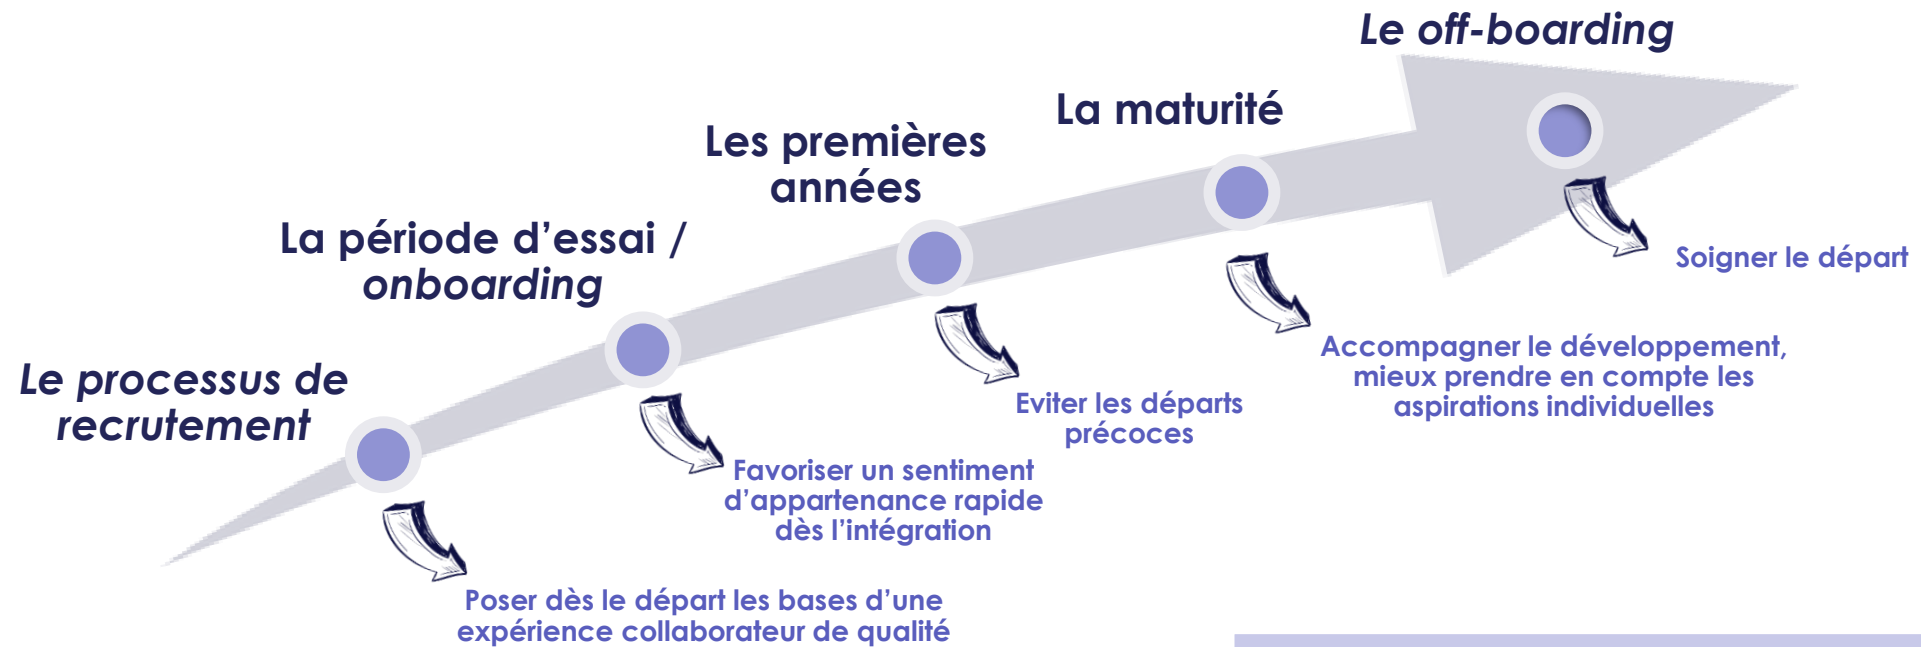 Le processus de
recrutement
Poser dès le départ les bases d’une
expérience collaborateur de qualité
La période d’essai /
onboarding
Favoriser un sentiment
d’appartenance rapide
dès l’intégration
Les premières
années
Eviter les départs
précoces
La maturité
Accompagner le développement,
mieux prendre en compte les
aspirations individuelles
Le off-boarding
Soigner le départ